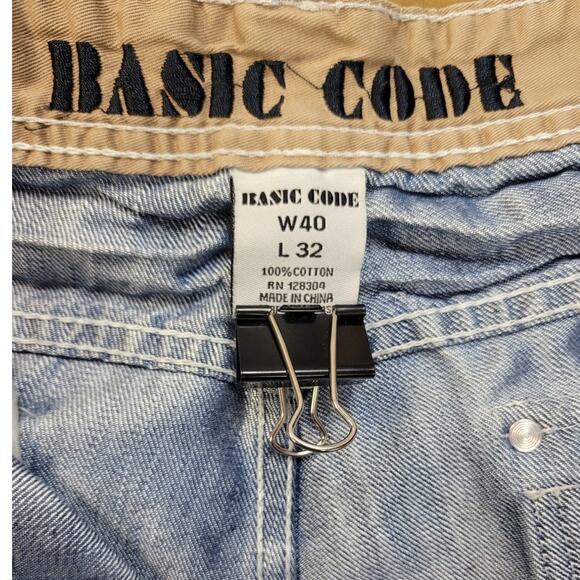 BASIC CODE
BASIC CODE
W40
L 32
100%COTTON
RN 128304
MADE IN CHINA